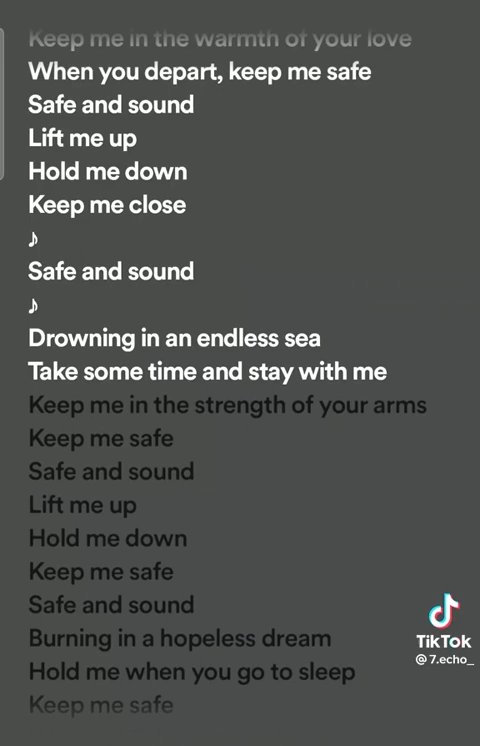 Keep me in the warmth of your love
When you depart, keep me safe
Safe and sound
Lift me up
Hold me down
Keep me close
♪
Safe and sound
♪
Drowning in an endless sea
Take some time and stay with me
Keep me in the strength of your arms
Keep me safe
Safe and sound
Lift me up
Hold me down
Keep me safe
Safe and sound
Burning in a hopeless dream
Hold me when you go to sleep
Keep me safe
TikTok
@7.echo_